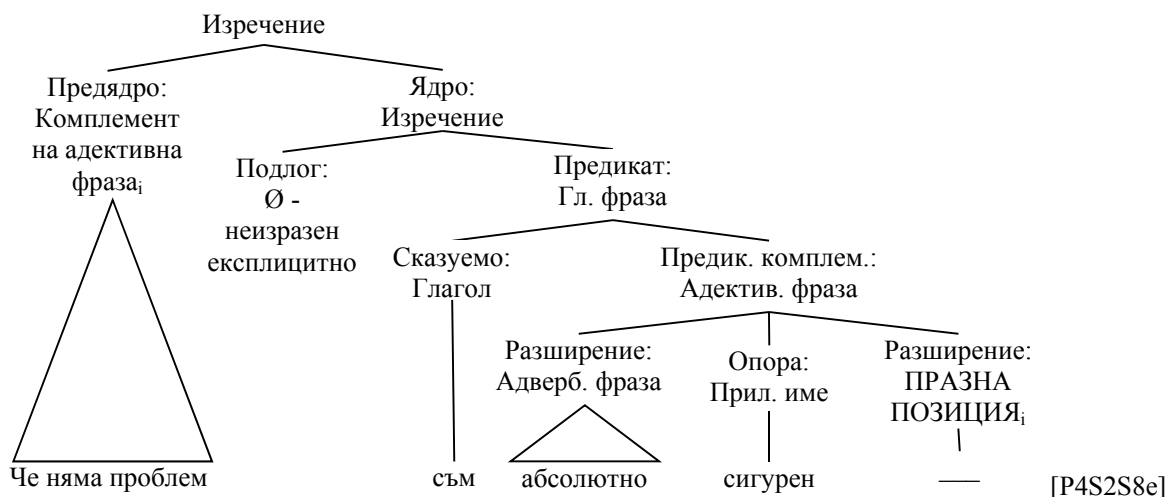 Изречение
Предядро:
Комплемент
на адективна
фразаᵢ
Ядро:
Изречение
Подлог:
Ø -
неизразен
експлицитно
Предикат:
Гл. фраза
Сказуемо:
Глагол
Предик. комплем.:
Адектив. фраза
Разширение:
Адверб. фраза
Опора:
Прил. име
Разширение:
ПРАЗНА
ПОЗИЦИЯᵢ
Че няма проблем съм абсолютно сигурен — [P4S2S8e]